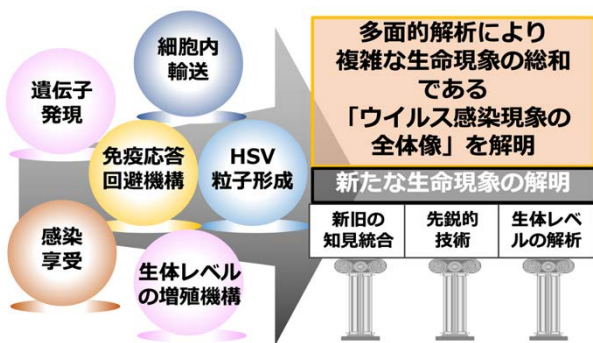 遺伝子
発現
細胞内
輸送
免疫応答
回避機構
HSV
粒子形成
感染
享受
生体レベル
の増殖機構
多面的解析により
複雑な生命現象の総和
である
「ウイルス感染現象の
全体像」を解明
新たな生命現象の解明
新旧の
知見統合
先鋭的
技術
生体レベ
ルの解析